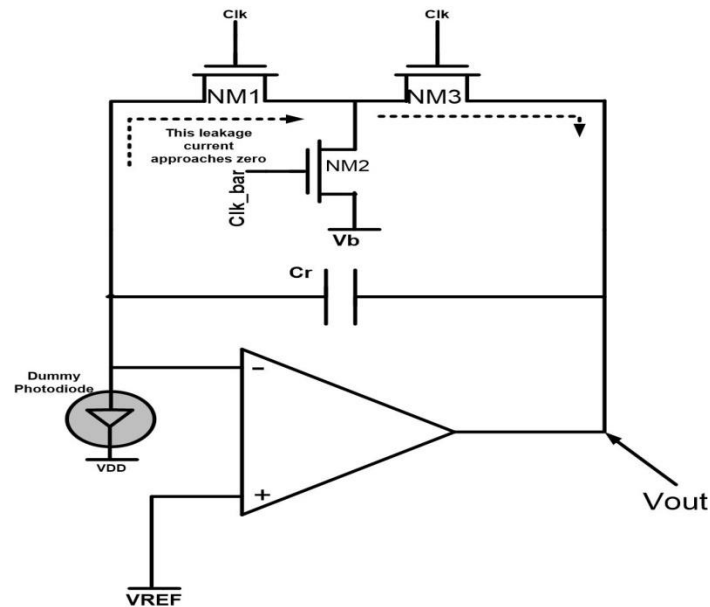 Clk
Clk
NM1
NM3
This leakage
current
approaches zero
NM2
Clk_bar
Vb
Cr
Dummy
Photodiode
−
VDD
+
Vout
VREF